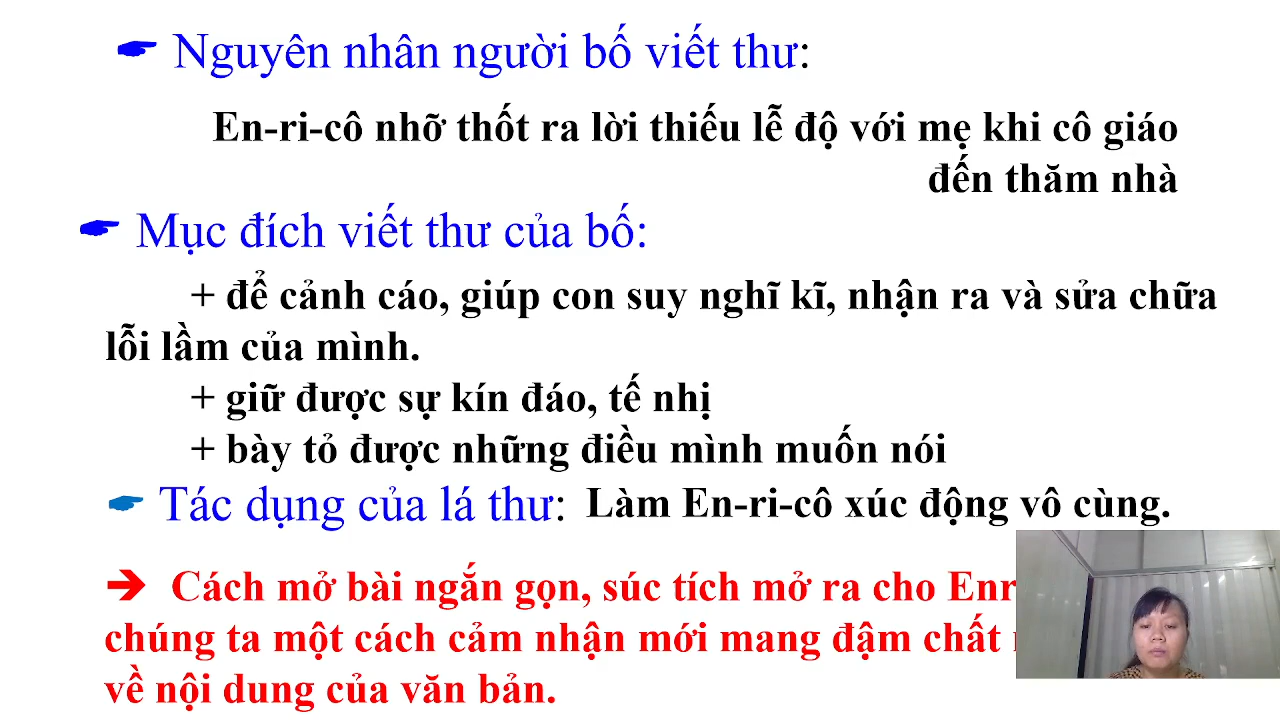 Nguyên nhân người bố viết thư:
En-ri-cô nhỡ thốt ra lời thiếu lễ độ với mẹ khi cô giáo
đến thăm nhà
Mục đích viết thư của bố:
+ để cảnh cáo, giúp con suy nghĩ kĩ, nhận ra và sửa chữa
lỗi lầm của mình.
+ giữ được sự kín đáo, tế nhị
+ bày tỏ được những điều mình muốn nói
Tác dụng của lá thư: Làm En-ri-cô xúc động vô cùng.
➔ Cách mở bài ngắn gọn, súc tích mở ra cho
chúng ta một cách cảm nhận mới mang đậm chất
về nội dung của văn bản.